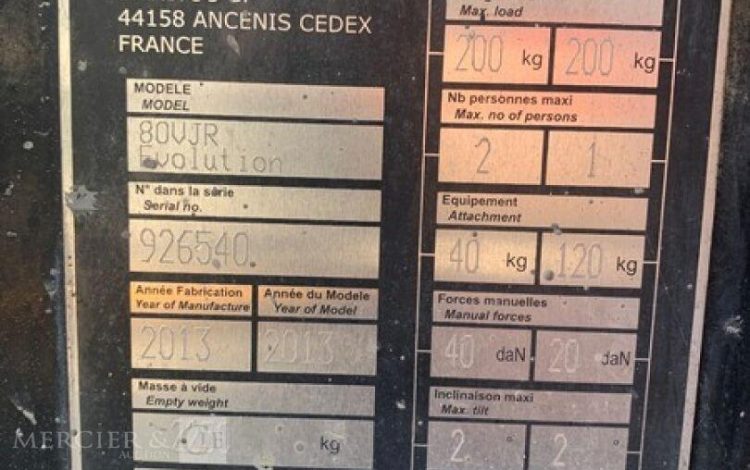 44158 ANCENIS CEDEX
FRANCE
MODELE
MODEL
80VJR
Evolution
N° dans la série
Serial no.
926540
Année Fabrication
Year of Manufacture
Année du Modele
Year of Model
2013
2013
Masse à vide
Empty weight
kg
Max. load
200 kg
200 kg
Nb personnes maxi
Max. no of persons
2
1
Equipement
Attachment
40 kg
120 kg
Forces manuelles
Manual forces
40 daN
20 daN
Inclinaison maxi
Max. tilt
2
2
MERCIER & CIE
AUCTION